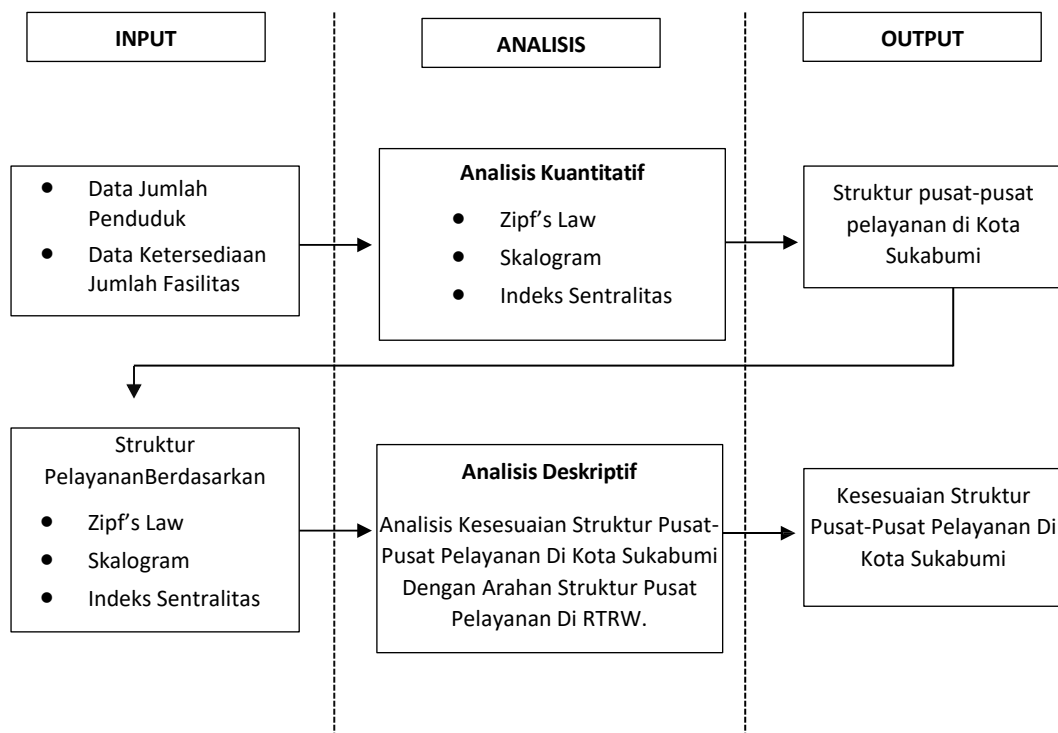 INPUT
ANALISIS
OUTPUT
● Data Jumlah
Penduduk
● Data Ketersediaan
Jumlah Fasilitas
Analisis Kuantitatif
● Zipf’s Law
● Skalogram
● Indeks Sentralitas
Struktur pusat-pusat
pelayanan di Kota
Sukabumi
Struktur
PelayananBerdasarkan
● Zipf’s Law
● Skalogram
● Indeks Sentralitas
Analisis Deskriptif
Analisis Kesesuaian Struktur Pusat-
Pusat Pelayanan Di Kota Sukabumi
Dengan Arahan Struktur Pusat
Pelayanan Di RTRW.
Kesesuaian Struktur
Pusat-Pusat Pelayanan Di
Kota Sukabumi